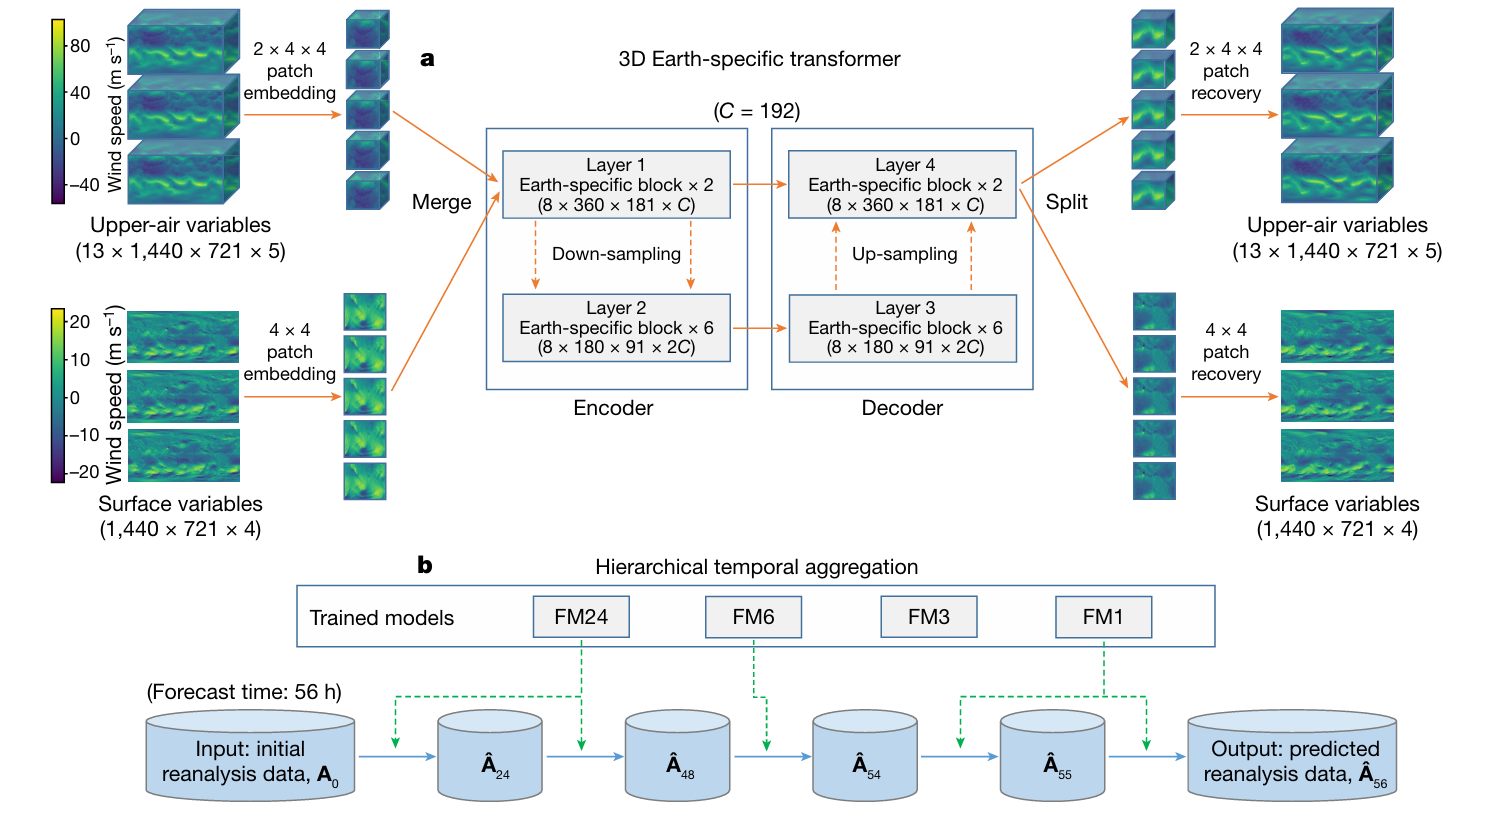 a
3D Earth-specific transformer
(C = 192)
80
40
0
−40
Wind speed (m s−1)
Upper-air variables
(13 × 1,440 × 721 × 5)
2 × 4 × 4
patch
embedding
20
10
0
−10
−20
Wind speed (m s−1)
Surface variables
(1,440 × 721 × 4)
4 × 4
patch
embedding
Merge
Layer 1
Earth-specific block × 2
(8 × 360 × 181 × C)
Down-sampling
Layer 2
Earth-specific block × 6
(8 × 180 × 91 × 2C)
Encoder
Layer 4
Earth-specific block × 2
(8 × 360 × 181 × C)
Up-sampling
Layer 3
Earth-specific block × 6
(8 × 180 × 91 × 2C)
Decoder
Split
2 × 4 × 4
patch
recovery
Upper-air variables
(13 × 1,440 × 721 × 5)
4 × 4
patch
recovery
Surface variables
(1,440 × 721 × 4)
b
Hierarchical temporal aggregation
Trained models
FM24
FM6
FM3
FM1
(Forecast time: 56 h)
Input: initial
reanalysis data, A0
Â24
Â48
Â54
Â55
Output: predicted
reanalysis data, Â56